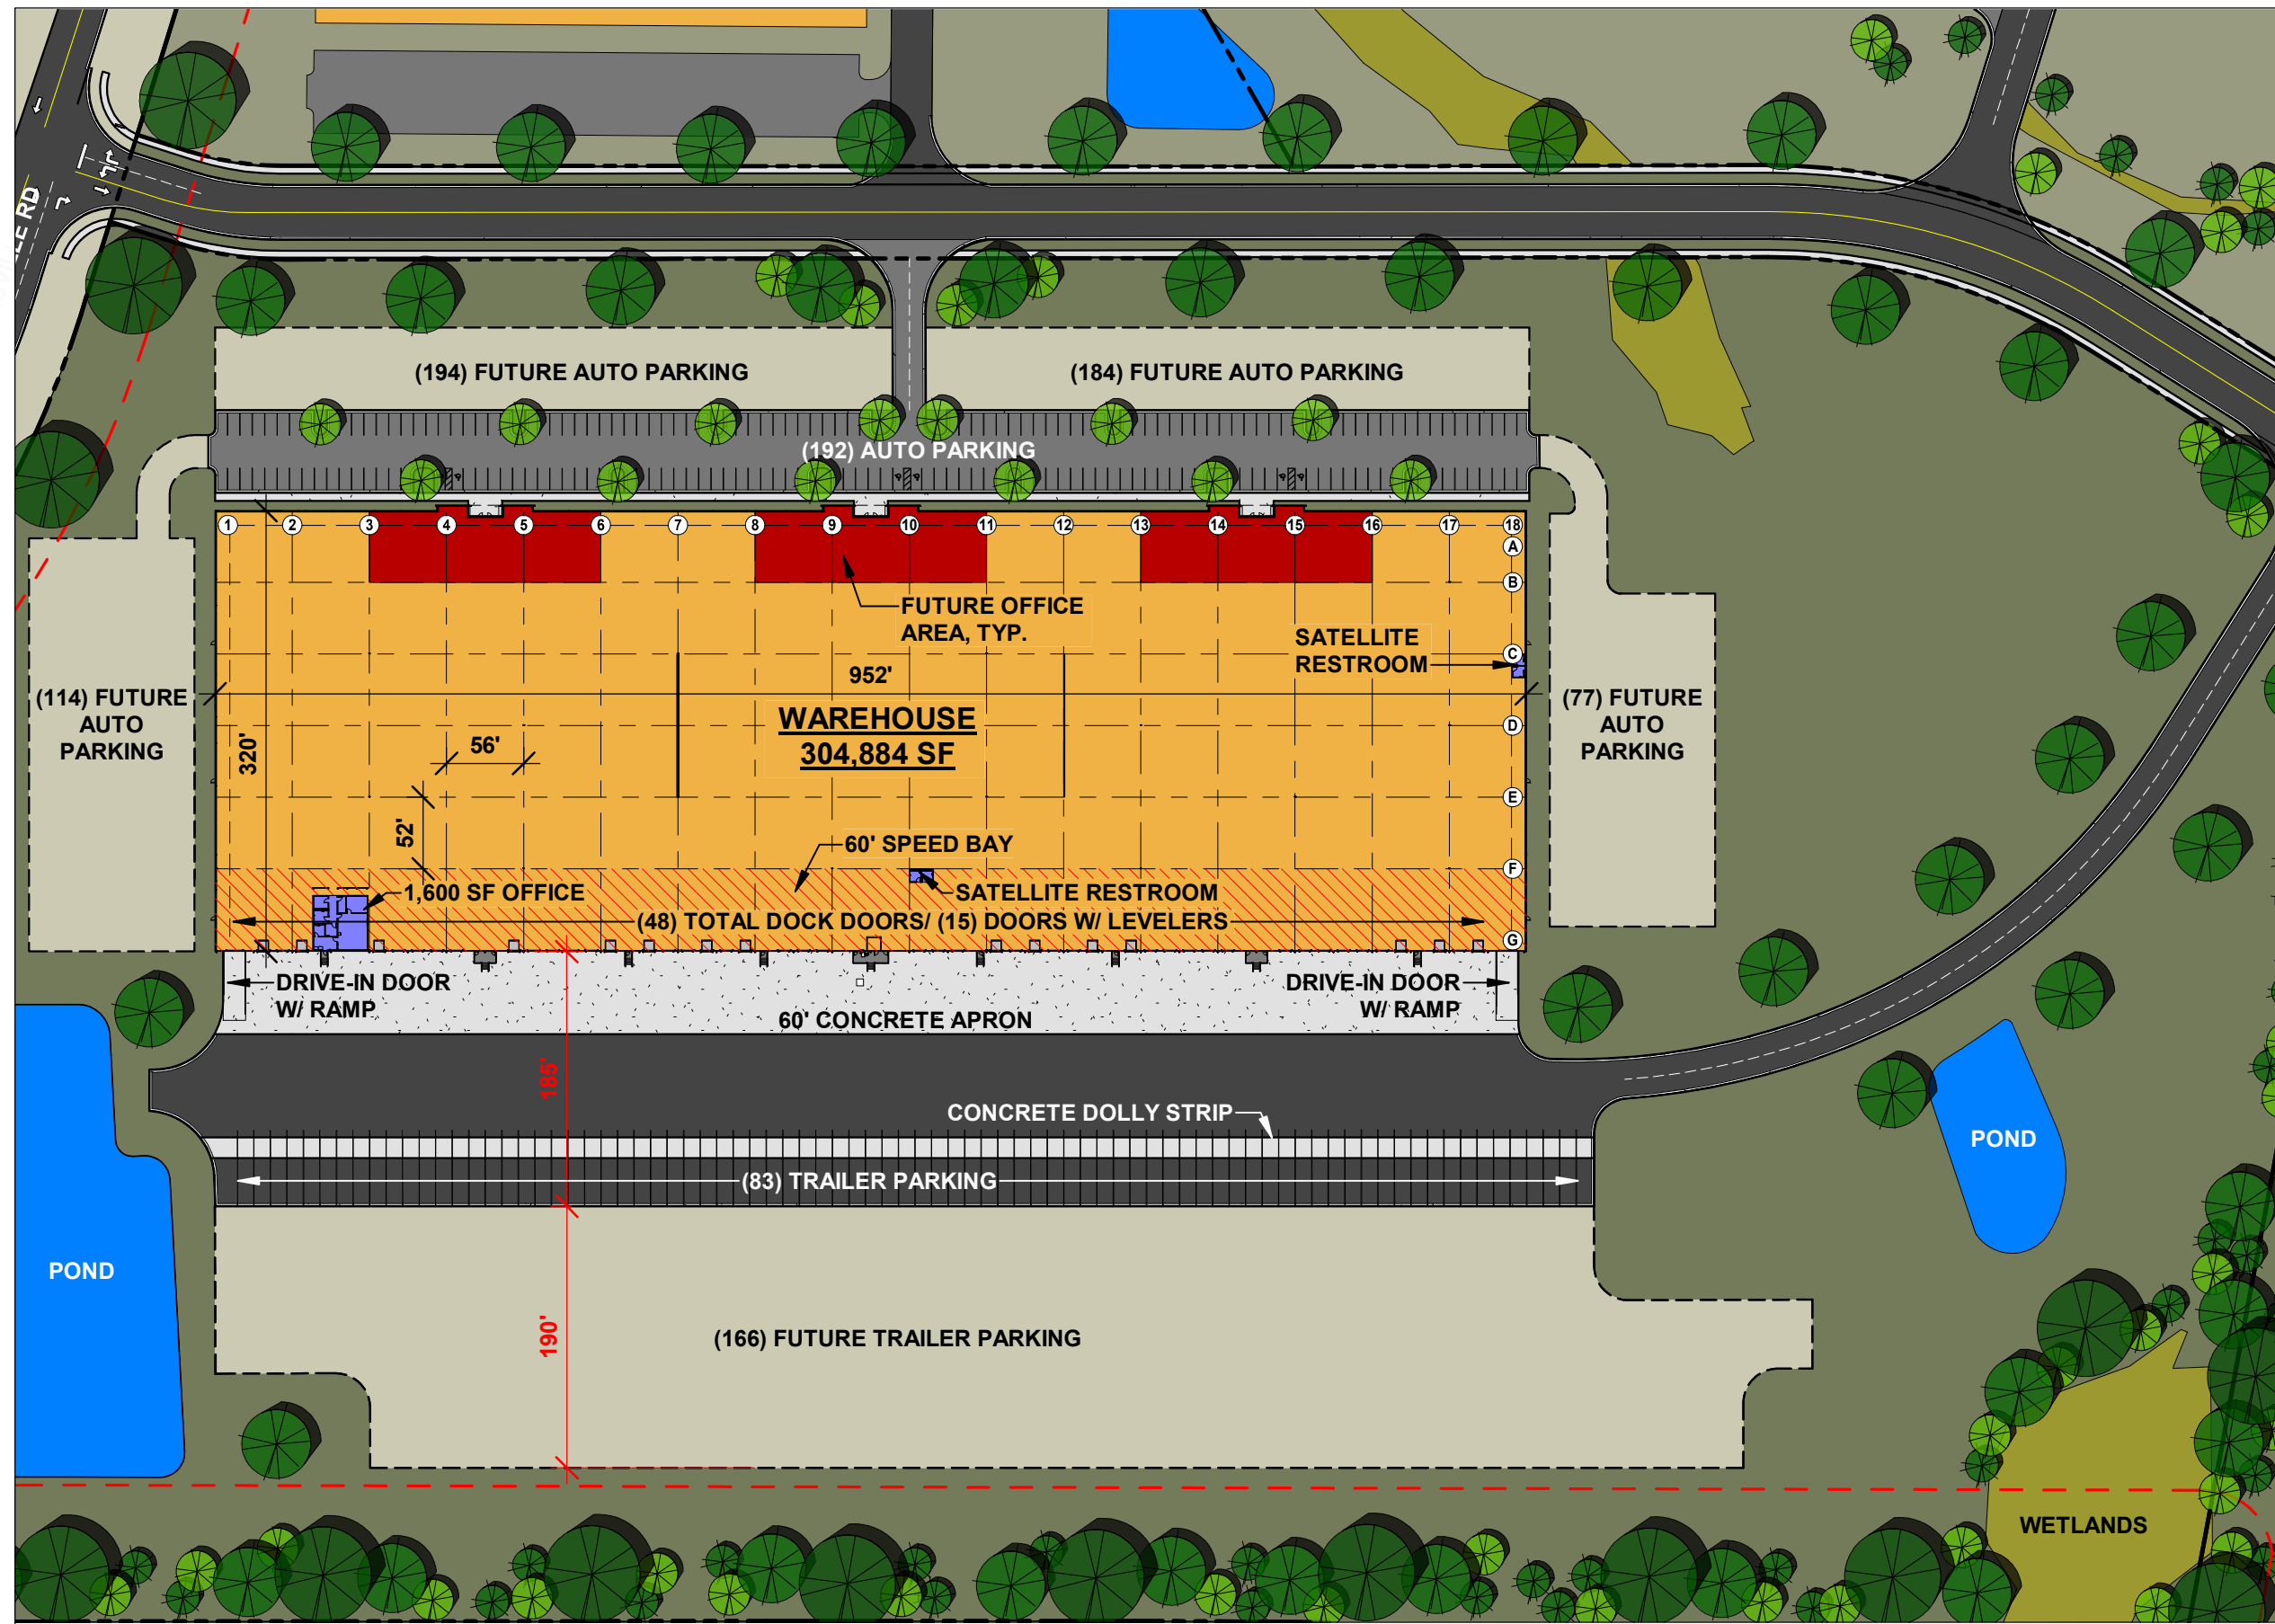 RD
(194) FUTURE AUTO PARKING
(184) FUTURE AUTO PARKING
(192) AUTO PARKING
1 2 3 4 5 6 7 8 9 10 11 12 13 14 15 16 17 18
A
B
C
D
E
F
G
FUTURE OFFICE
AREA, TYP.
SATELLITE
RESTROOM
952'
(114) FUTURE
AUTO
PARKING
(77) FUTURE
AUTO
PARKING
WAREHOUSE
304,884 SF
320'
56'
52'
60' SPEED BAY
1,600 SF OFFICE
SATELLITE RESTROOM
(48) TOTAL DOCK DOORS/ (15) DOORS W/ LEVELERS
DRIVE-IN DOOR
W/ RAMP
DRIVE-IN DOOR
W/ RAMP
60' CONCRETE APRON
185'
CONCRETE DOLLY STRIP
POND
(83) TRAILER PARKING
POND
190'
(166) FUTURE TRAILER PARKING
WETLANDS